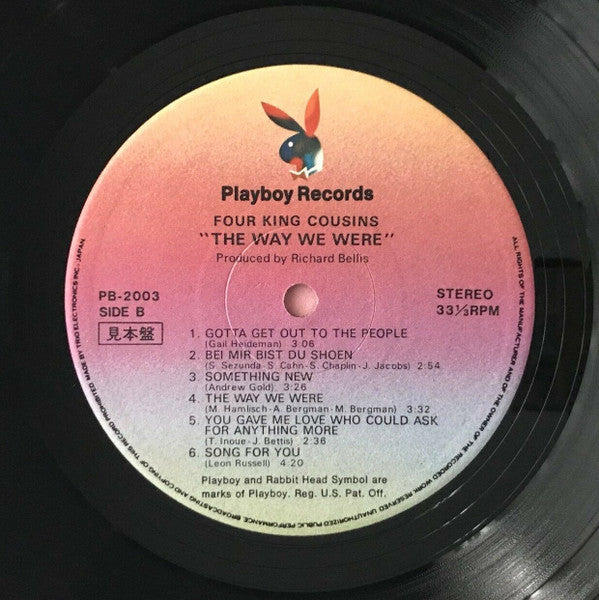 Playboy Records
FOUR KING COUSINS
"THE WAY WE WERE"
Produced by Richard Bellis
PB-2003
SIDE B
見本盤
STEREO
33⅓RPM
1. GOTTA GET OUT TO THE PEOPLE
(Gail Heideman)
2. BEI MIR BIST DU SHOEN
(S. Sezunda·S. Cahn·S. Chaplin·J. Jacobs) 2:54
3. SOMETHING NEW
(Andrew Gold) 3:26
4. THE WAY WE WERE
(M. Hamlisch·A. Bergman·M. Bergman) 3:32
5. YOU GAVE ME LOVE WHO COULD ASK
FOR ANYTHING MORE
(T. Inoue·J. Bettis) 2:36
6. SONG FOR YOU
(Leon Russell) 4:20
Playboy and Rabbit Head Symbol are
marks of Playboy. Reg. U.S. Pat. Off.
ALL RIGHTS OF THE MANUFACTURER AND OF THE OWNER OF THE RECORDED WORK RESERVED UNAUTHORIZED PUBLIC PERFORMANCE BROADCASTING AND COPYING OF THIS RECORD PROHIBITED MADE BY TRIO ELECTRONICS INC. JAPAN.